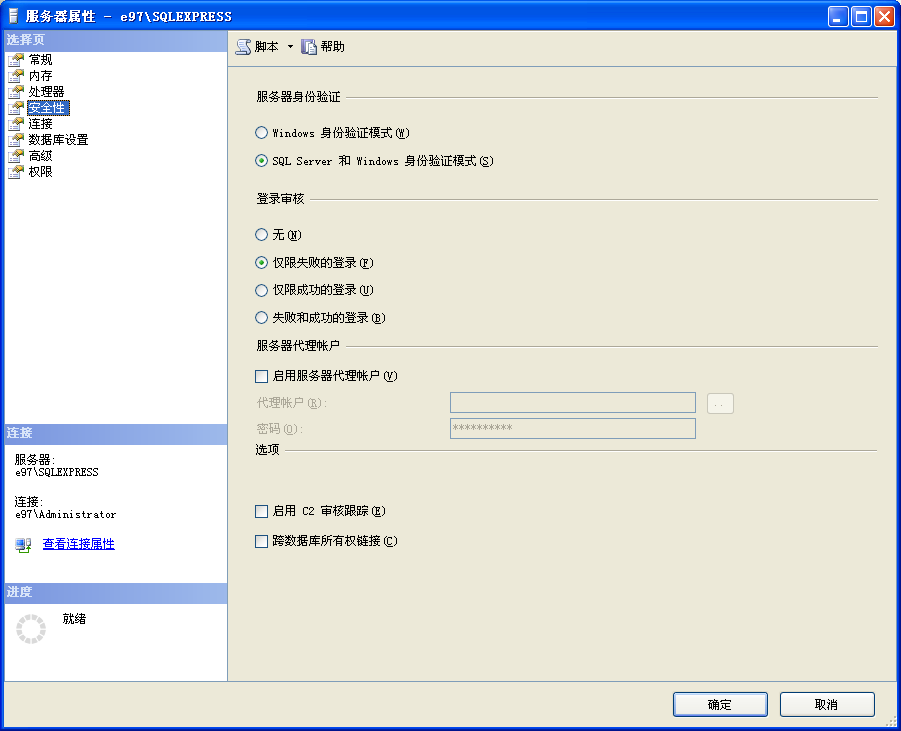 服务器属性 - e97\SQLEXPRESS
选择页
常规
内存
处理器
安全性
连接
数据库设置
高级
权限
连接
服务器:
e97\SQLEXPRESS
连接:
e97\Administrator
查看连接属性
进度
就绪
脚本 帮助
服务器身份验证
Windows 身份验证模式(W)
SQL Server 和 Windows 身份验证模式(S)
登录审核
无(N)
仅限失败的登录(F)
仅限成功的登录(U)
失败和成功的登录(B)
服务器代理帐户
启用服务器代理帐户(V)
代理帐户(R):
..
密码(O):
**********
选项
启用 C2 审核跟踪(E)
跨数据库所有权链接(C)
确定 取消